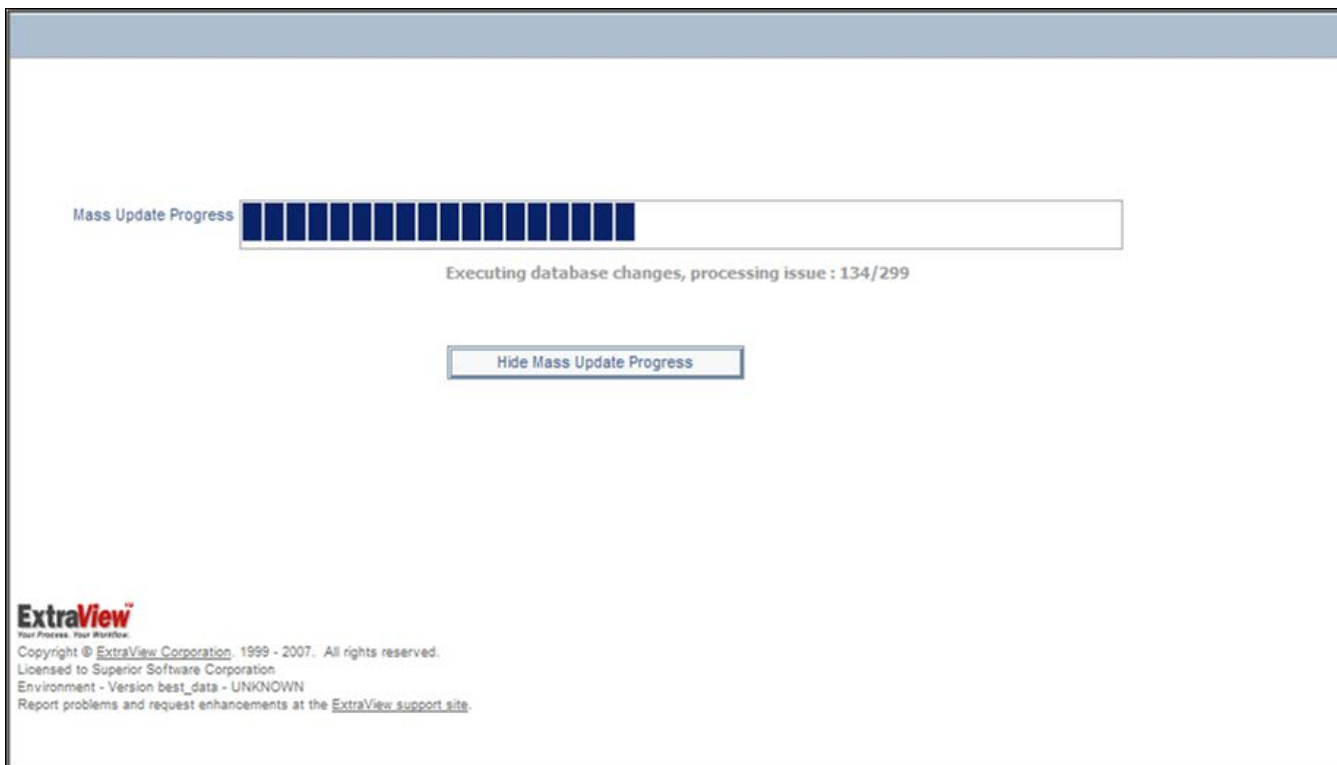 Mass Update Progress
Executing database changes, processing issue : 134/299
Hide Mass Update Progress
ExtraView™
Your Process. Your Workflow.
Copyright © ExtraView Corporation. 1999 - 2007. All rights reserved.
Licensed to Superior Software Corporation
Environment - Version best_data - UNKNOWN
Report problems and request enhancements at the ExtraView support site.